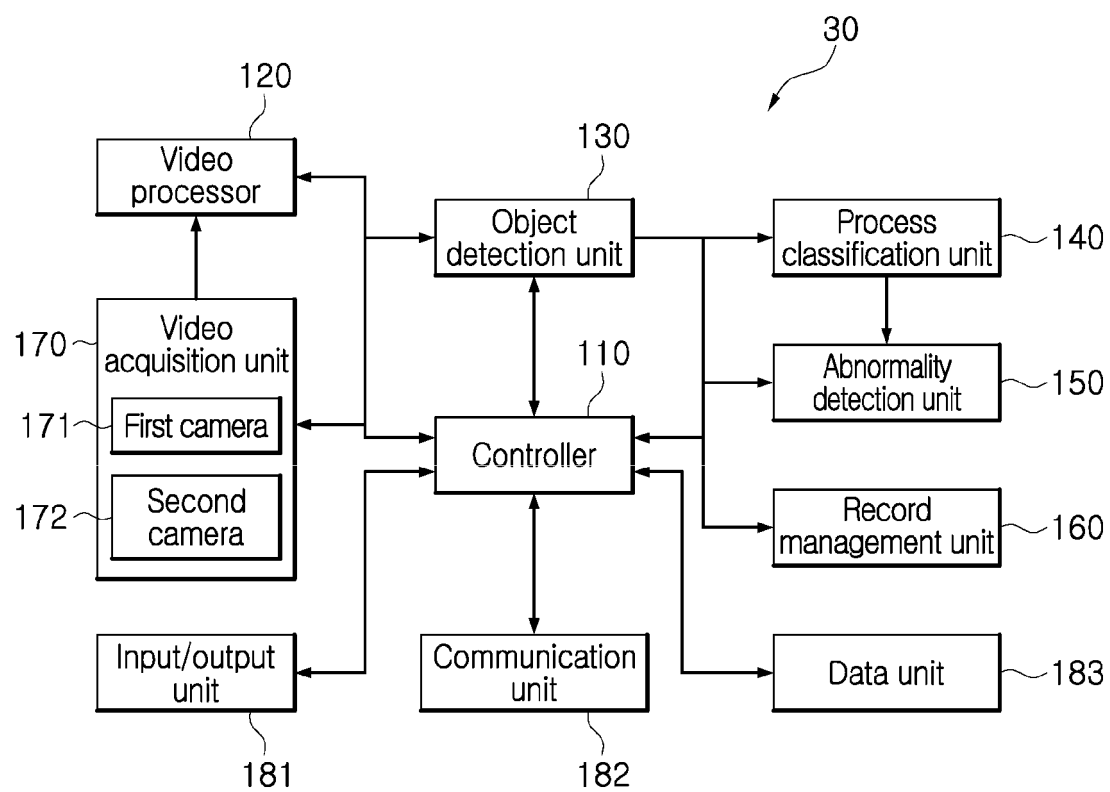 30
120
Video
processor
130
Object
detection unit
Process
classification unit
140
170
Video
acquisition unit
110
Abnormality
detection unit
150
171
First camera
Controller
172
Second
camera
Record
management unit
160
Input/output
unit
Communication
unit
Data unit
183
181
182